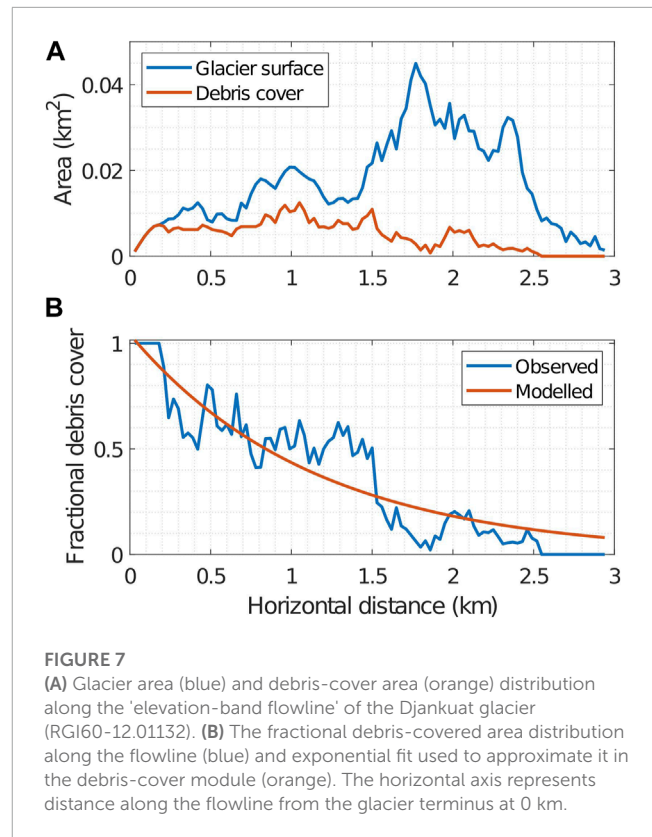 A
Glacier surface
Debris cover
Area (km²)
0.04
0.02
0
0 0.5 1 1.5 2 2.5 3
B
Observed
Modelled
Fractional debris cover
1
0.5
0
0 0.5 1 1.5 2 2.5 3
Horizontal distance (km)
FIGURE 7
(A) Glacier area (blue) and debris-cover area (orange) distribution
along the 'elevation-band flowline' of the Djankuat glacier
(RGI60-12.01132). (B) The fractional debris-covered area distribution
along the flowline (blue) and exponential fit used to approximate it in
the debris-cover module (orange). The horizontal axis represents
distance along the flowline from the glacier terminus at 0 km.